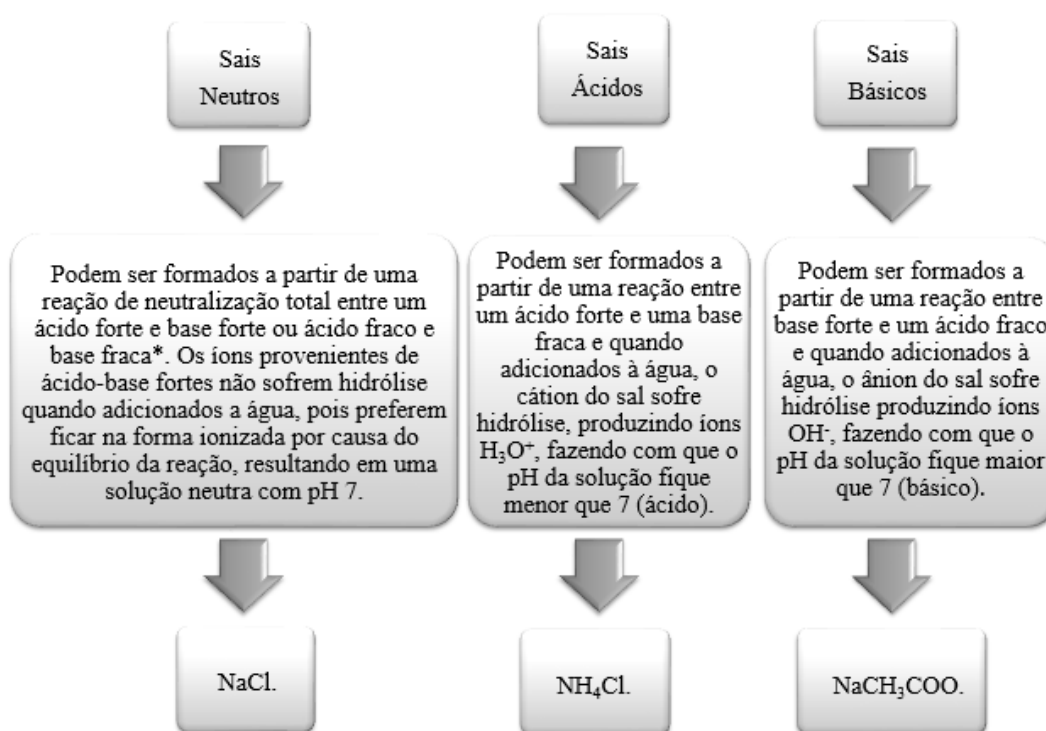 Sais
Neutros
Sais
Ácidos
Sais
Básicos
Podem ser formados a partir de uma
reação de neutralização total entre um
ácido forte e base forte ou ácido fraco e
base fraca*. Os íons provenientes de
ácido-base fortes não sofrem hidrólise
quando adicionados a água, pois preferem
ficar na forma ionizada por causa do
equilíbrio da reação, resultando em uma
solução neutra com pH 7.
Podem ser formados a
partir de uma reação entre
um ácido forte e uma base
fraca e quando
adicionados à água, o
cátion do sal sofre
hidrólise, produzindo íons
H₃O⁺, fazendo com que o
pH da solução fique
menor que 7 (ácido).
Podem ser formados a
partir de uma reação entre
base forte e um ácido fraco
e quando adicionados à
água, o ânion do sal sofre
hidrólise produzindo íons
OH⁻, fazendo com que o
pH da solução fique maior
que 7 (básico).
NaCl.
NH₄Cl.
NaCH₃COO.